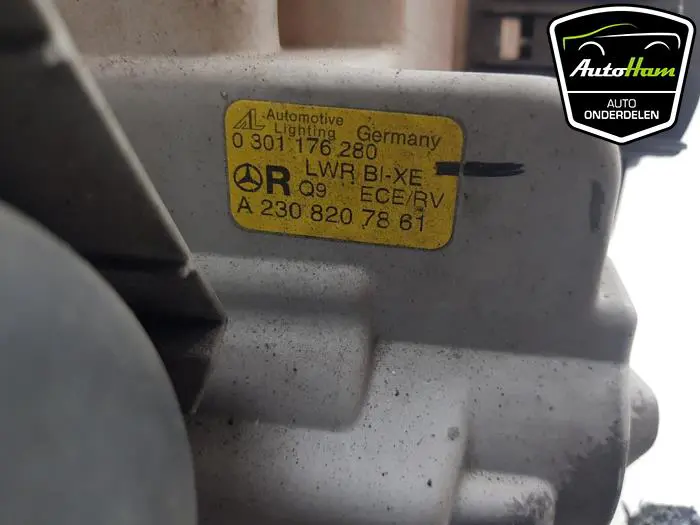 AL Automotive Lighting Germany
0 301 176 280
LWR BI-XE
R Q9 ECE/RV
A 230 820 78 61
AutoHam
AUTO
ONDERDELEN